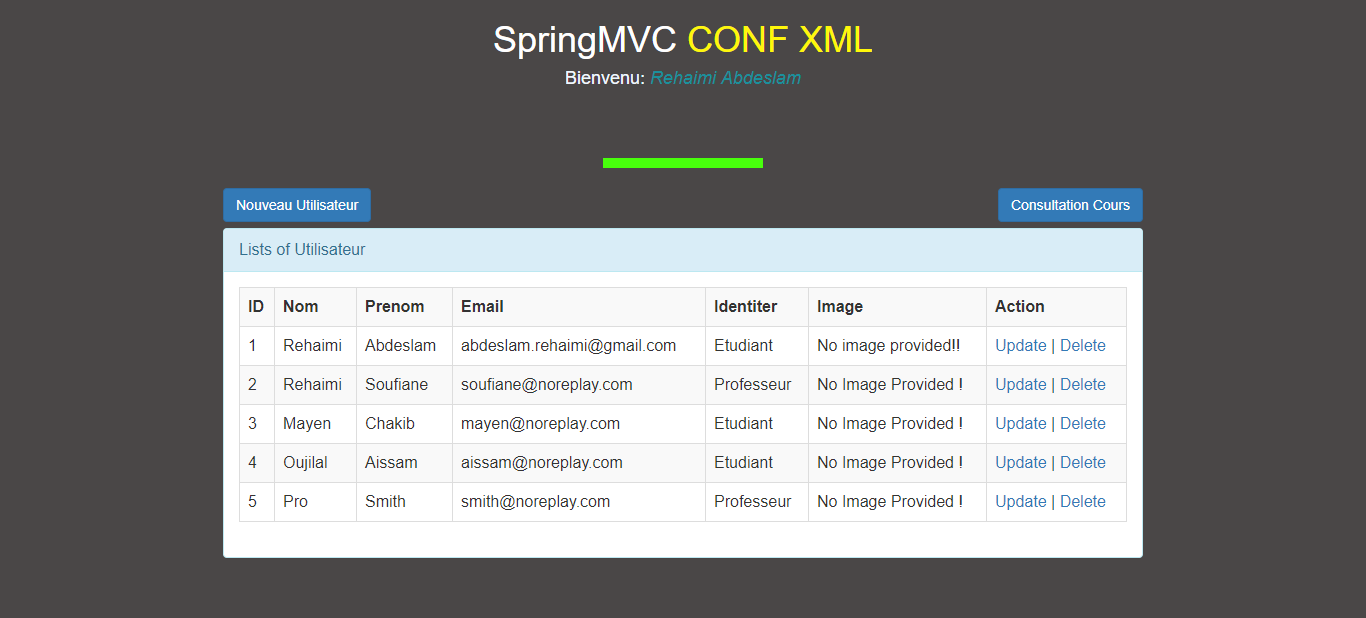 SpringMVC CONF XML
Bienvenu: Rehaimi Abdeslam
Nouveau Utilisateur
Consultation Cours
Lists of Utilisateur
ID Nom Prenom Email Identiter Image Action
1 Rehaimi Abdeslam abdeslam.rehaimi@gmail.com Etudiant No image provided!! Update | Delete
2 Rehaimi Soufiane soufiane@noreplay.com Professeur No Image Provided ! Update | Delete
3 Mayen Chakib mayen@noreplay.com Etudiant No Image Provided ! Update | Delete
4 Oujilal Aissam aissam@noreplay.com Etudiant No Image Provided ! Update | Delete
5 Pro Smith smith@noreplay.com Professeur No Image Provided ! Update | Delete